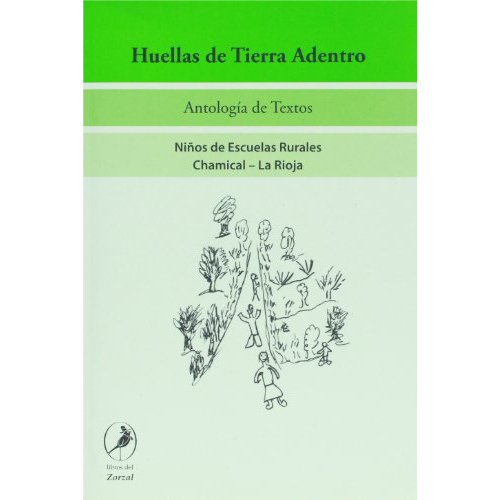 Huellas de Tierra Adentro
Antología de Textos
Niños de Escuelas Rurales
Chamical – La Rioja
libros del
Zorzal